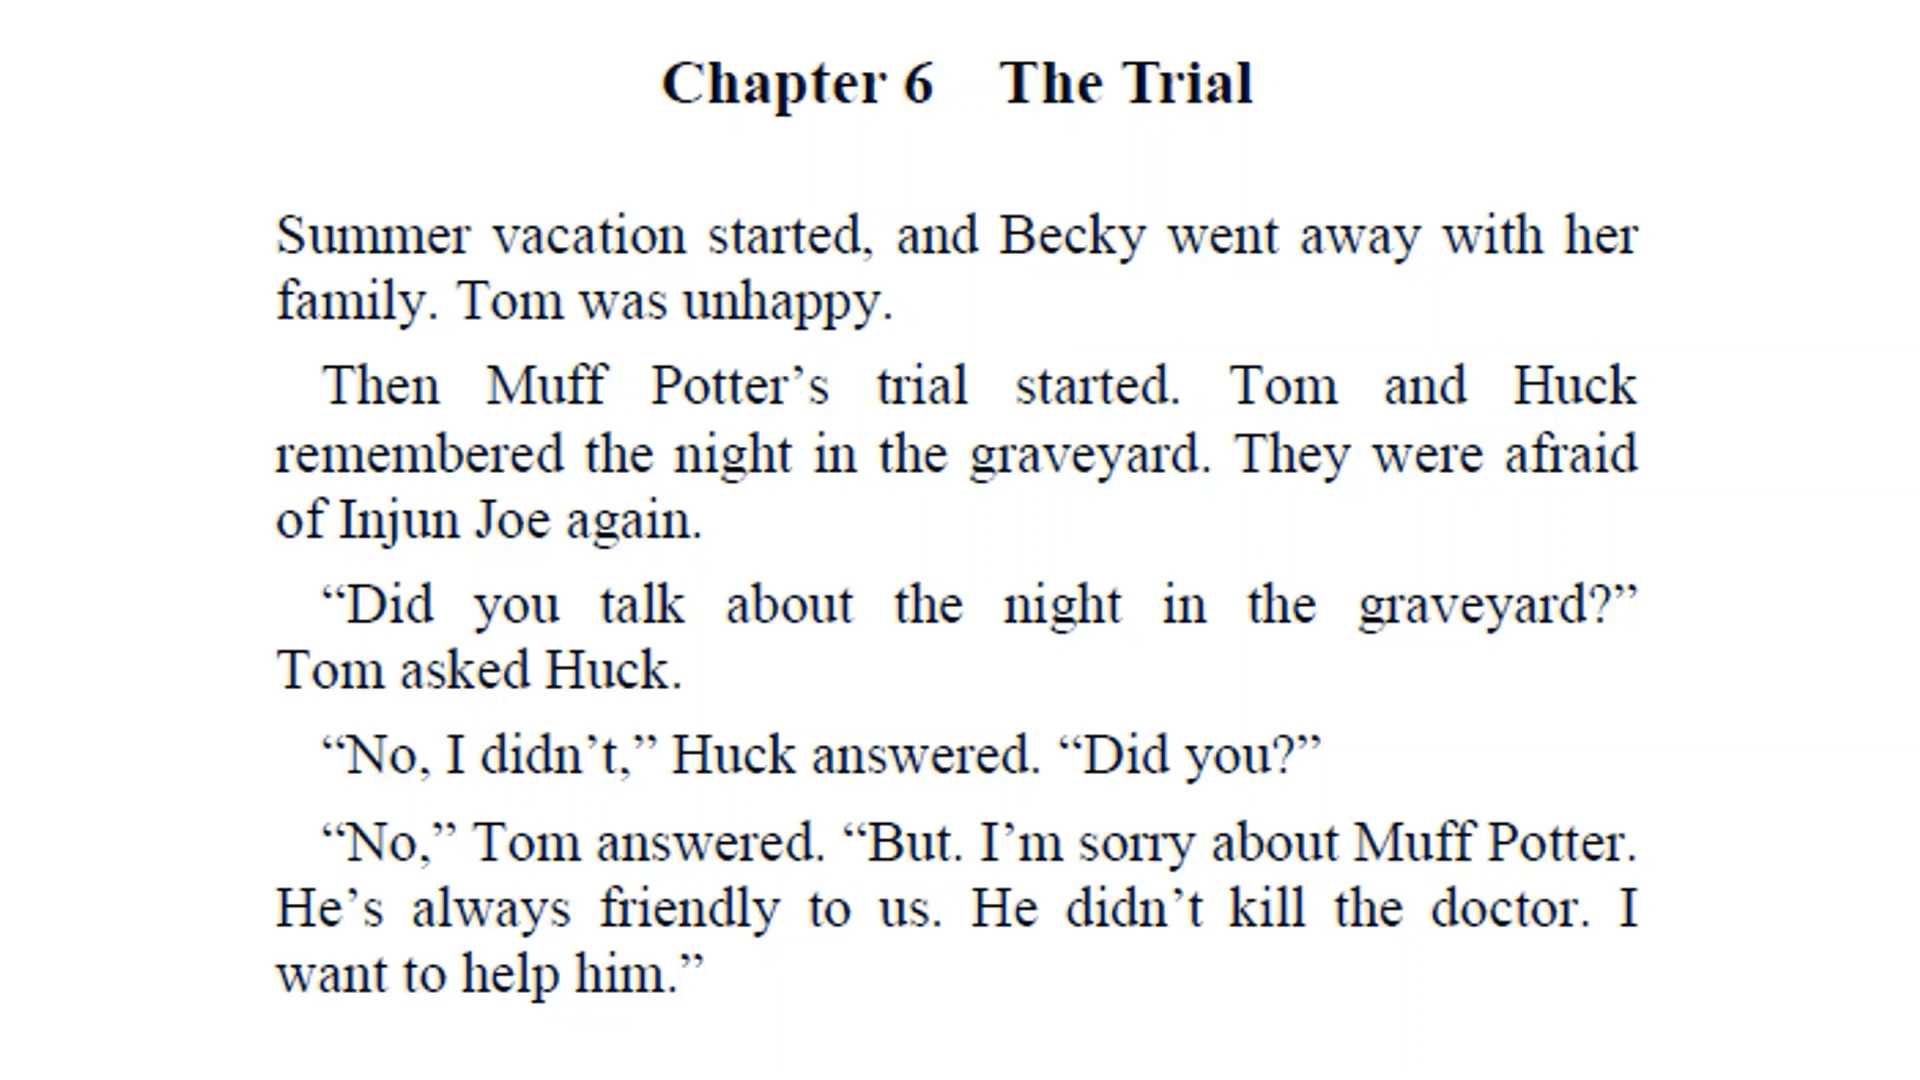 Chapter 6 The Trial
Summer vacation started, and Becky went away with her
family. Tom was unhappy.
Then Muff Potter’s trial started. Tom and Huck
remembered the night in the graveyard. They were afraid
of Injun Joe again.
“Did you talk about the night in the graveyard?”
Tom asked Huck.
“No, I didn’t,” Huck answered. “Did you?”
“No,” Tom answered. “But. I’m sorry about Muff Potter.
He’s always friendly to us. He didn’t kill the doctor. I
want to help him.”